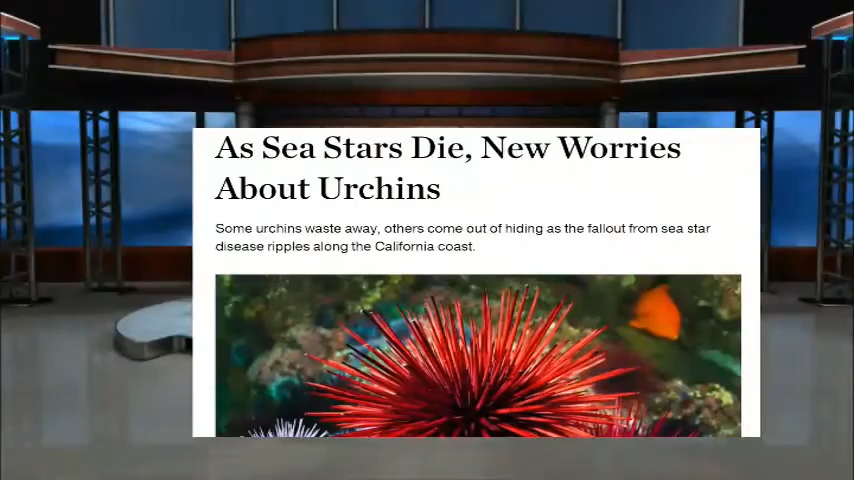 As Sea Stars Die, New Worries
About Urchins
Some urchins waste away, others come out of hiding as the fallout from sea star
disease ripples along the California coast.